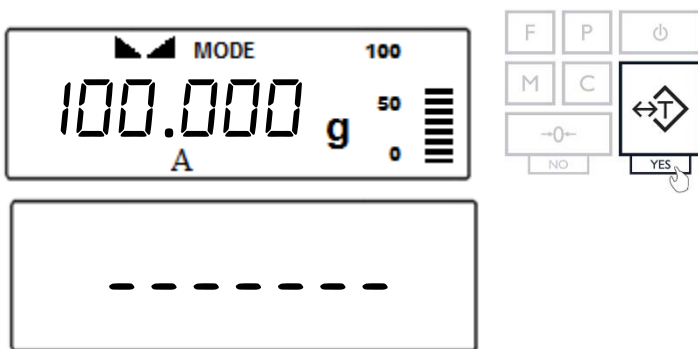 MODE 100
100.000 g 50
A 0
- - - - - - -
F P
M C
T
0
NO YES